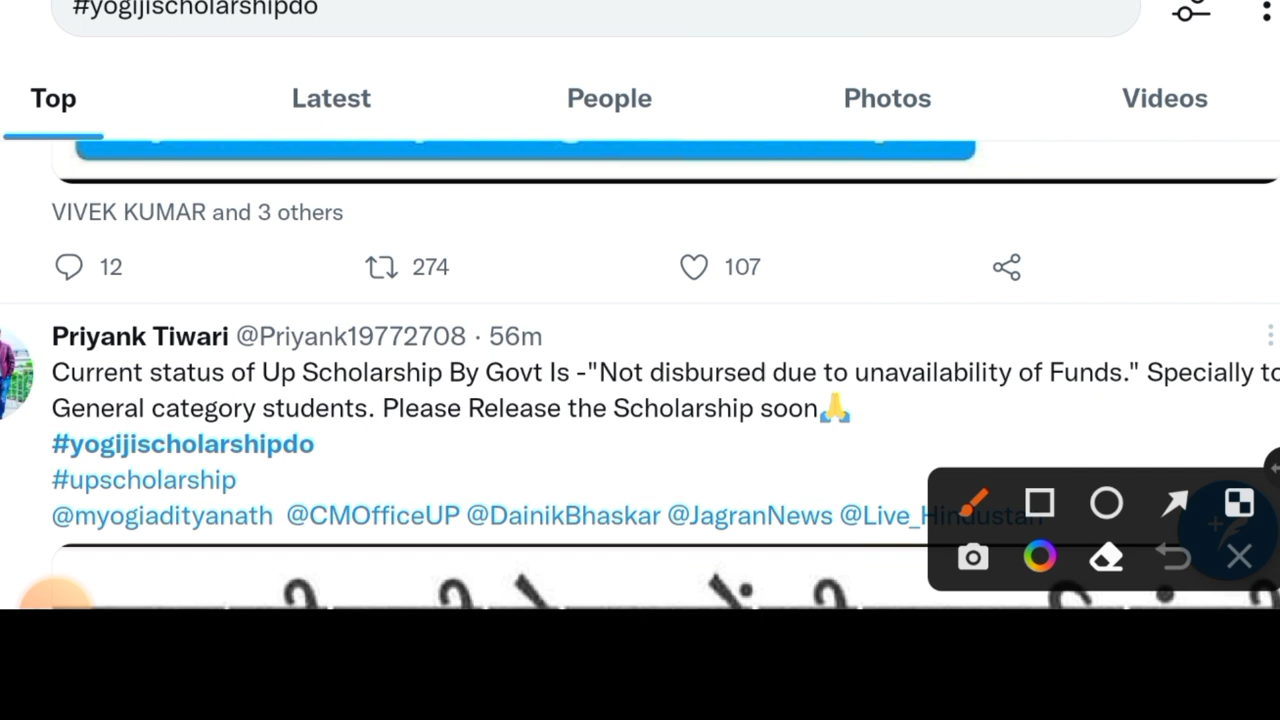 #yogijischolarshipdo
Top Latest People Photos Videos
VIVEK KUMAR and 3 others
12 274 107
Priyank Tiwari @Priyank19772708 · 56m
Current status of Up Scholarship By Govt Is -"Not disbursed due to unavailability of Funds." Specially to
General category students. Please Release the Scholarship soon🙏
#yogijischolarshipdo
#upscholarship
@myogiadityanath @CMOfficeUP @DainikBhaskar @JagranNews @Live_Hindustan